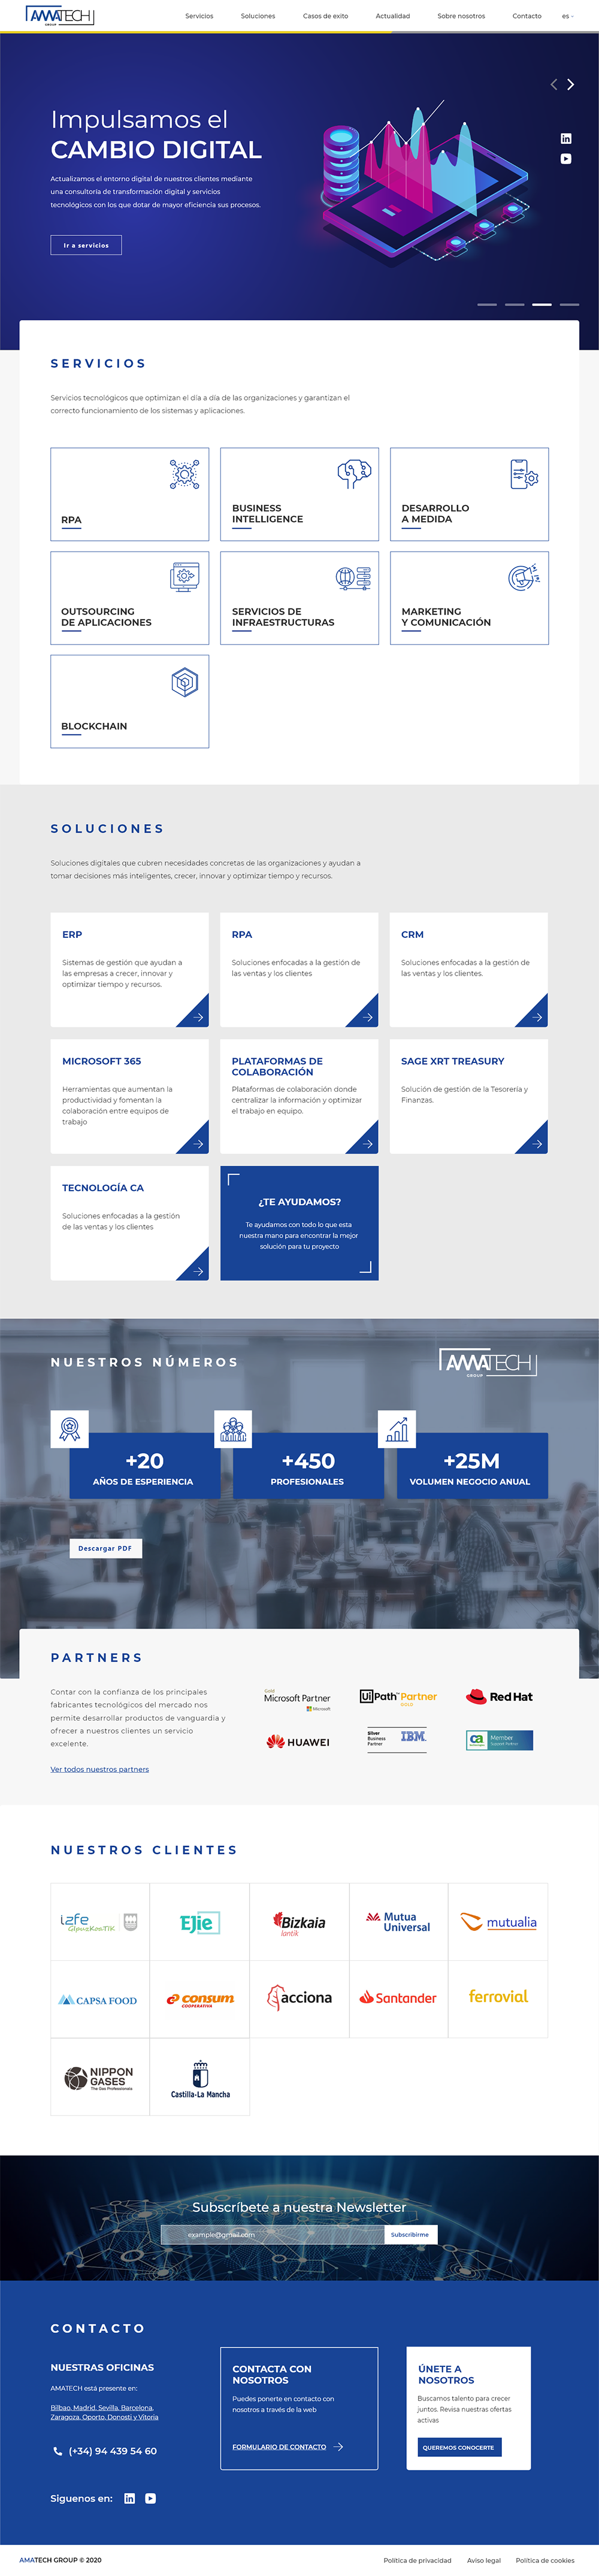 AMATECH
GROUP
Servicios
Soluciones
Casos de exito
Actualidad
Sobre nosotros
Contacto
es
Impulsamos el
CAMBIO DIGITAL
Actualizamos el entorno digital de nuestros clientes mediante
una consultoría de transformación digital y servicios
tecnológicos con los que dotar de mayor eficiencia sus procesos.
Ir a servicios
SERVICIOS
Servicios tecnológicos que optimizan el día a día de las organizaciones y garantizan el
correcto funcionamiento de los sistemas y aplicaciones.
RPA
BUSINESS
INTELLIGENCE
DESARROLLO
A MEDIDA
OUTSOURCING
DE APLICACIONES
SERVICIOS DE
INFRAESTRUCTURAS
MARKETING
Y COMUNICACIÓN
BLOCKCHAIN
SOLUCIONES
Soluciones digitales que cubren necesidades concretas de las organizaciones y ayudan a
tomar decisiones más inteligentes, crecer, innovar y optimizar tiempo y recursos.
ERP
Sistemas de gestión que ayudan a
las empresas a crecer, innovar y
optimizar tiempo y recursos.
RPA
Soluciones enfocadas a la gestión de
las ventas y los clientes
CRM
Soluciones enfocadas a la gestión de
las ventas y los clientes.
MICROSOFT 365
Herramientas que aumentan la
productividad y fomentan la
colaboración entre equipos de
trabajo
PLATAFORMAS DE
COLABORACIÓN
Plataformas de colaboración donde
centralizar la información y optimizar
el trabajo en equipo.
SAGE XRT TREASURY
Solución de gestión de la Tesorería y
Finanzas.
TECNOLOGÍA CA
Soluciones enfocadas a la gestión
de las ventas y los clientes
¿TE AYUDAMOS?
Te ayudamos con todo lo que esta
nuestra mano para encontrar la mejor
solución para tu proyecto
NUESTROS NÚMEROS
AMATECH
GROUP
+20
AÑOS DE ESPERIENCIA
+450
PROFESIONALES
+25M
VOLUMEN NEGOCIO ANUAL
Descargar PDF
PARTNERS
Contar con la confianza de los principales
fabricantes tecnológicos del mercado nos
permite desarrollar productos de vanguardia y
ofrecer a nuestros clientes un servicio
excelente.
Ver todos nuestros partners
Gold
Microsoft Partner
Microsoft
UiPath™ Partner
GOLD
Red Hat
HUAWEI
Silver
Business
Partner
IBM
ca
Member
Support Partner
NUESTROS CLIENTES
izfe
GipuzKoaTIK
EJie
Bizkaia
lantik
Mutua
Universal
mutualia
CAPSA FOOD
consum
COOPERATIVA
acciona
Santander
ferrovial
NIPPON
GASES
The Gas Professionals
Castilla-La Mancha
Subscríbete a nuestra Newsletter
example@gmail.com
Subscribirme
CONTACTO
NUESTRAS OFICINAS
AMATECH está presente en:
Bilbao, Madrid, Sevilla, Barcelona,
Zaragoza, Oporto, Donosti y Vitoria
(+34) 94 439 54 60
Siguenos en:
CONTACTA CON
NOSOTROS
Puedes ponerte en contacto con
nosotros a través de la web
FORMULARIO DE CONTACTO
ÚNETE A
NOSOTROS
Buscamos talento para crecer
juntos. Revisa nuestras ofertas
activas
QUEREMOS CONOCERTE
AMATECH GROUP © 2020
Política de privacidad
Aviso legal
Política de cookies